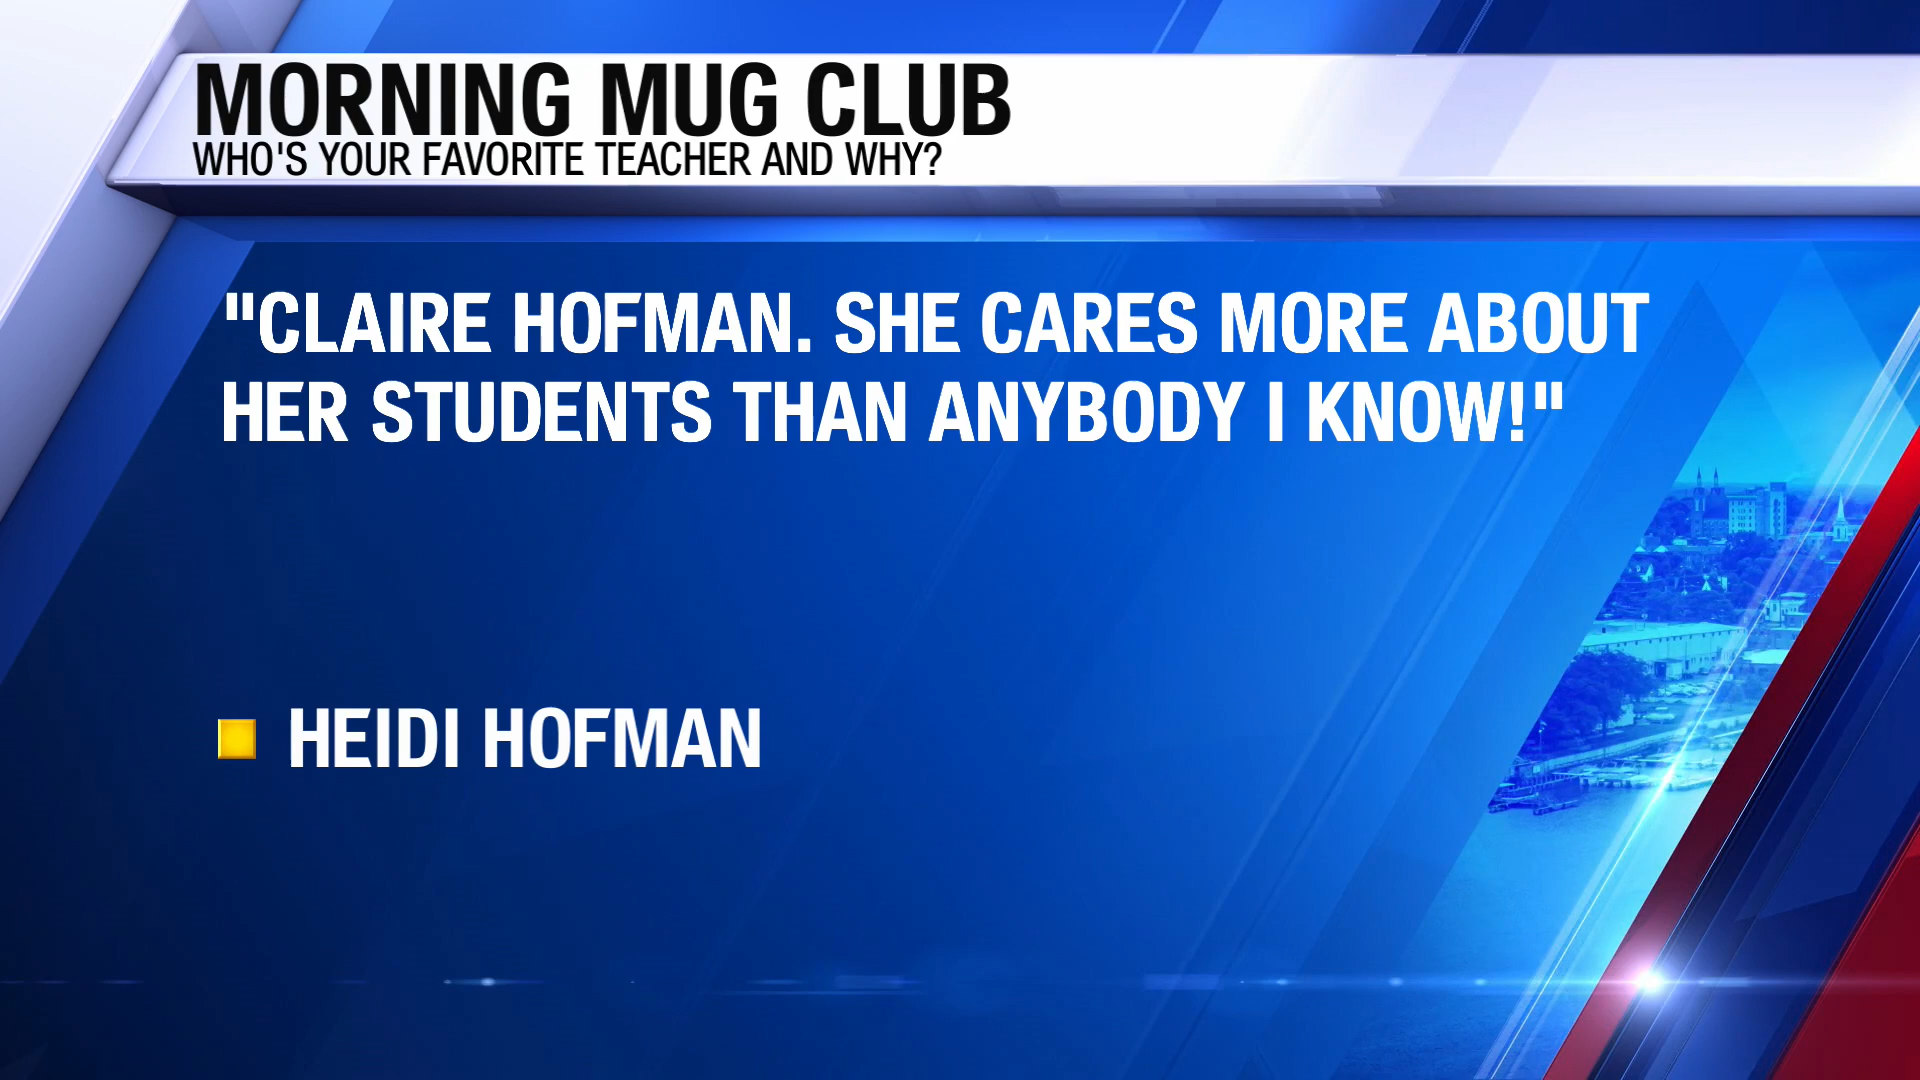 MORNING MUG CLUB
WHO'S YOUR FAVORITE TEACHER AND WHY?
"CLAIRE HOFMAN. SHE CARES MORE ABOUT
HER STUDENTS THAN ANYBODY I KNOW!"
HEIDI HOFMAN